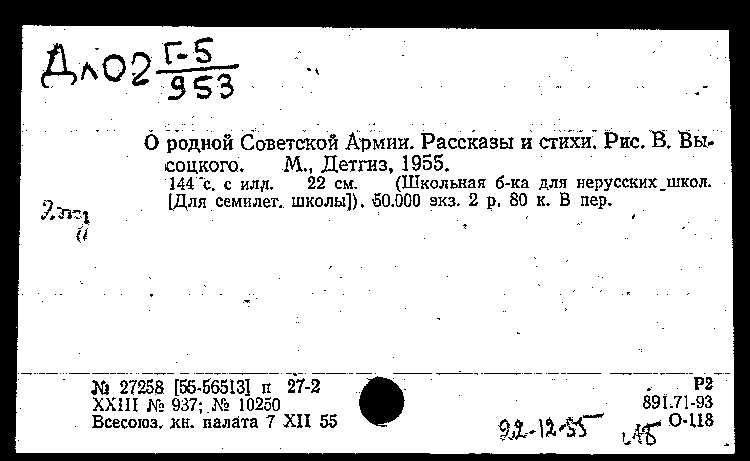 Дл02 Г-5/953
О родной Советской Армии. Рассказы и стихи. Рис. В. Вы-
соцкого. М., Детгиз, 1955.
144 с. с илл. 22 см. (Школьная б-ка для нерусских школ.
[Для семилет. школы]). 50.000 экз. 2 р. 80 к. В пер.
2.экз
№ 27258 [55-56513] п 27-2
XXIII № 937; № 10250
Всесоюз. кн. палата 7 XII 55
Р2
891.71-93
О-118
22-12-55